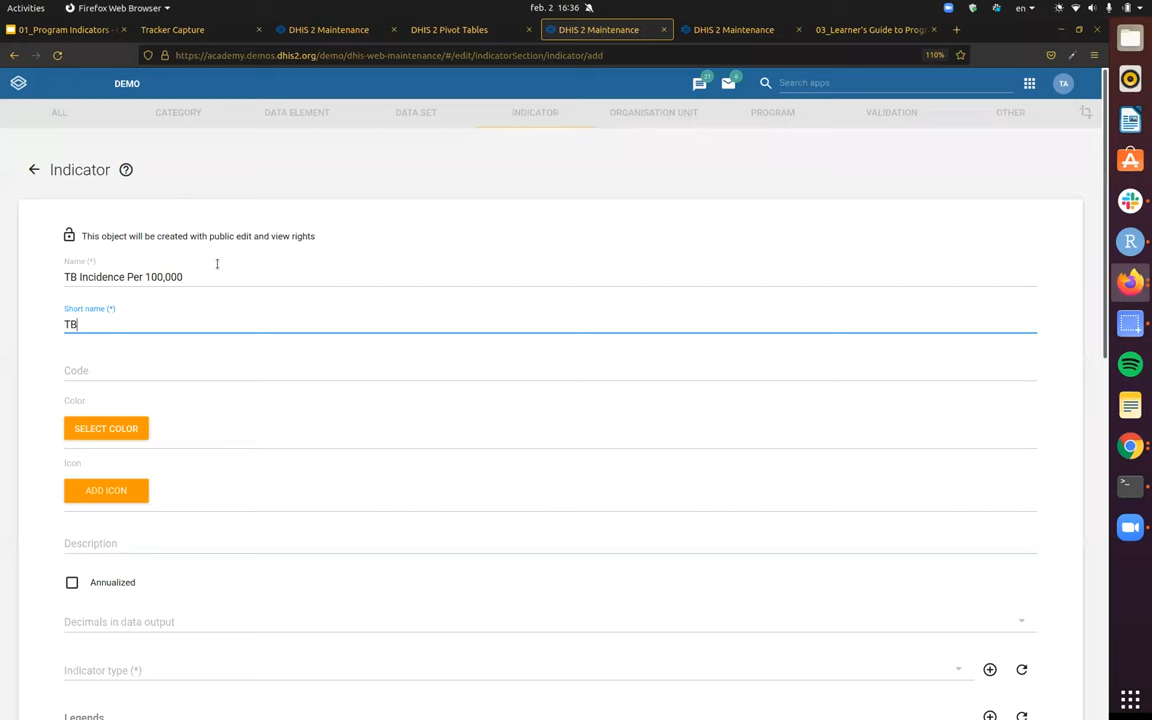 Activities
Firefox Web Browser
feb. 2 16:36
en
01_Program Indicators -
Tracker Capture
DHIS 2 Maintenance
DHIS 2 Pivot Tables
DHIS 2 Maintenance
DHIS 2 Maintenance
03_Learner's Guide to Prog
https://academy.demos.dhis2.org/demo/dhis-web-maintenance/#/edit/indicatorSection/indicator/add
110%
DEMO
21
6
Search apps
TA
ALL
CATEGORY
DATA ELEMENT
DATA SET
INDICATOR
ORGANISATION UNIT
PROGRAM
VALIDATION
OTHER
Indicator
This object will be created with public edit and view rights
Name (*)
TB Incidence Per 100,000
Short name (*)
TB
Code
Color
SELECT COLOR
Icon
ADD ICON
Description
Annualized
Decimals in data output
Indicator type (*)
Legends